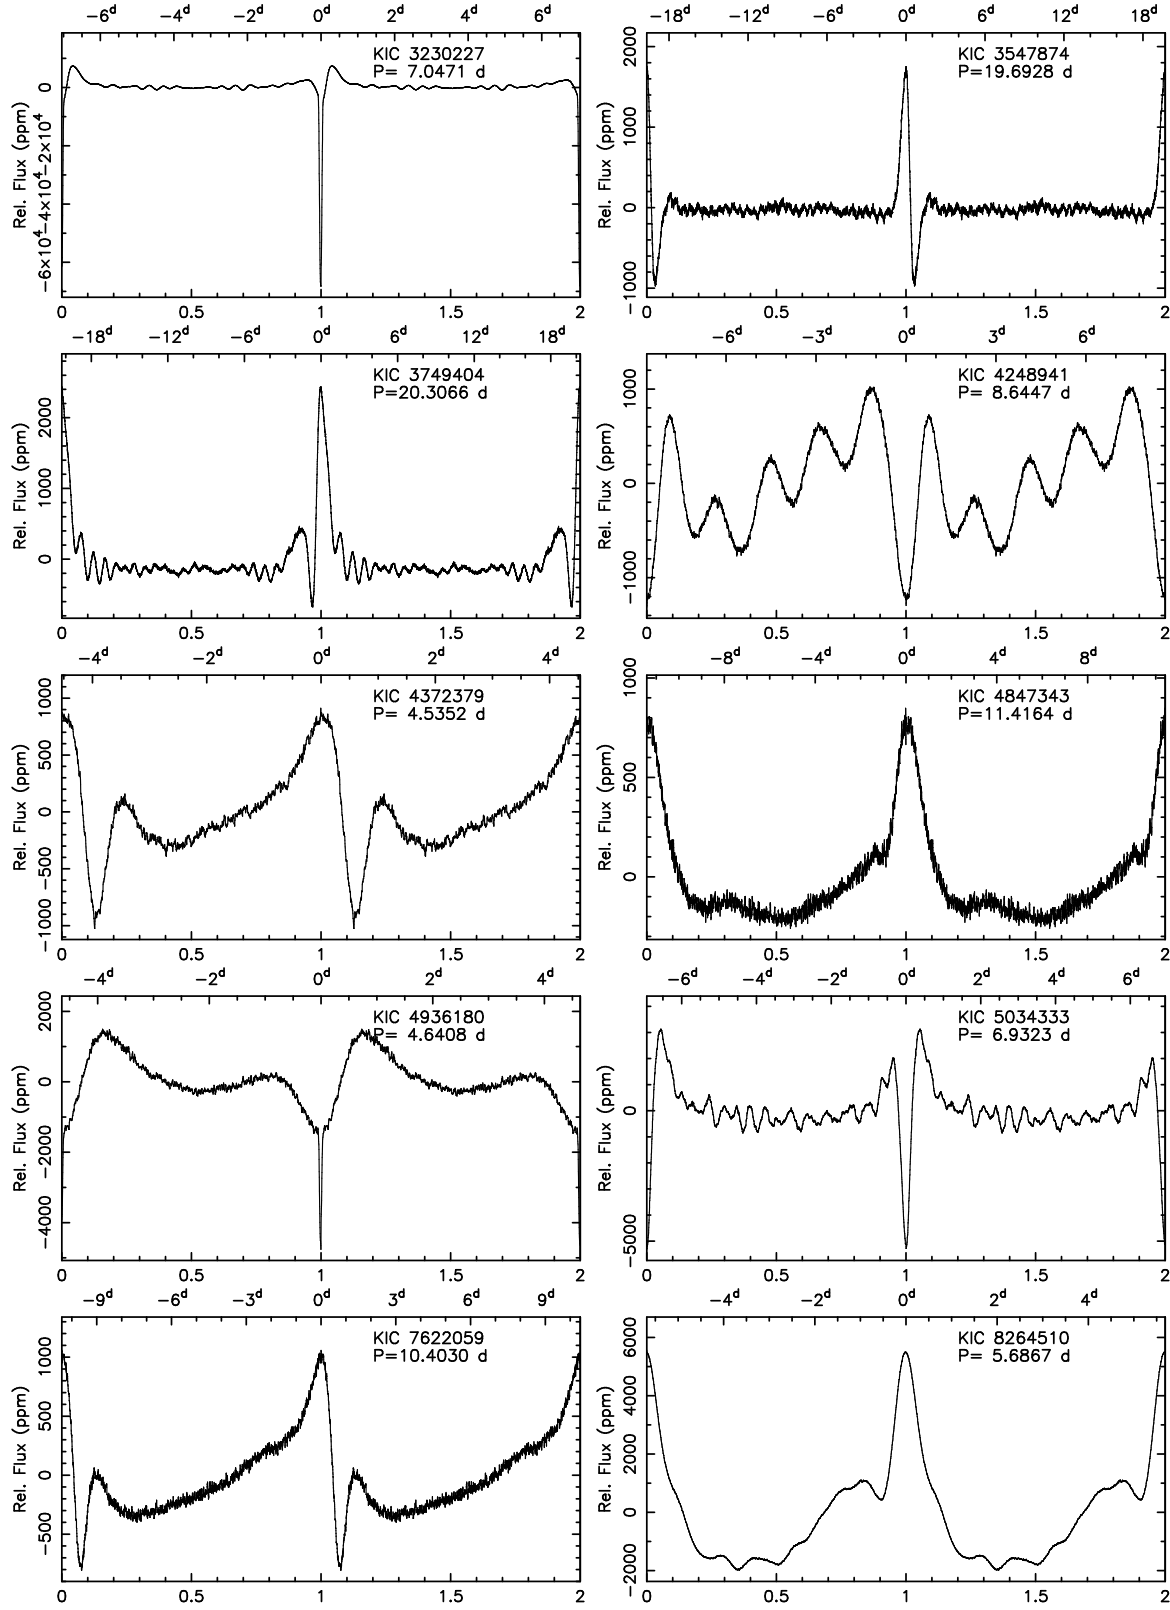 −6ᵈ −4ᵈ −2ᵈ 0ᵈ 2ᵈ 4ᵈ 6ᵈ
KIC 3230227
P= 7.0471 d
Rel. Flux (ppm)
−6×10⁴ −4×10⁴ −2×10⁴ 0
0 0.5 1 1.5 2
−18ᵈ −12ᵈ −6ᵈ 0ᵈ 6ᵈ 12ᵈ 18ᵈ
KIC 3547874
P=19.6928 d
Rel. Flux (ppm)
−1000 0 1000 2000
0 0.5 1 1.5 2
−18ᵈ −12ᵈ −6ᵈ 0ᵈ 6ᵈ 12ᵈ 18ᵈ
KIC 3749404
P=20.3066 d
Rel. Flux (ppm)
0 1000 2000
0 0.5 1 1.5 2
−6ᵈ −3ᵈ 0ᵈ 3ᵈ 6ᵈ
KIC 4248941
P= 8.6447 d
Rel. Flux (ppm)
−1000 0 1000
0 0.5 1 1.5 2
−4ᵈ −2ᵈ 0ᵈ 2ᵈ 4ᵈ
KIC 4372379
P= 4.5352 d
Rel. Flux (ppm)
−1000 −500 0 500 1000
0 0.5 1 1.5 2
−8ᵈ −4ᵈ 0ᵈ 4ᵈ 8ᵈ
KIC 4847343
P=11.4164 d
Rel. Flux (ppm)
0 500 1000
0 0.5 1 1.5 2
−4ᵈ −2ᵈ 0ᵈ 2ᵈ 4ᵈ
KIC 4936180
P= 4.6408 d
Rel. Flux (ppm)
−4000 −2000 0 2000
0 0.5 1 1.5 2
−6ᵈ −4ᵈ −2ᵈ 0ᵈ 2ᵈ 4ᵈ 6ᵈ
KIC 5034333
P= 6.9323 d
Rel. Flux (ppm)
−5000 0
0 0.5 1 1.5 2
−9ᵈ −6ᵈ −3ᵈ 0ᵈ 3ᵈ 6ᵈ 9ᵈ
KIC 7622059
P=10.4030 d
Rel. Flux (ppm)
−500 0 500 1000
0 0.5 1 1.5 2
−4ᵈ −2ᵈ 0ᵈ 2ᵈ 4ᵈ
KIC 8264510
P= 5.6867 d
Rel. Flux (ppm)
−2000 0 2000 4000 6000
0 0.5 1 1.5 2